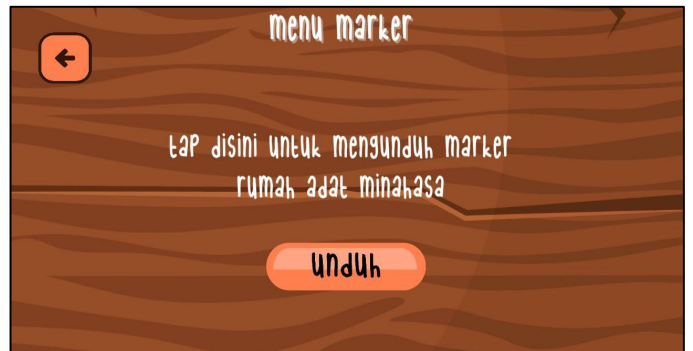 menu marker
tap disini untuk mengunduh marker
rumah adat minahasa
unduh